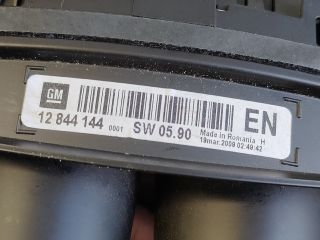 GM
EN
12 844 144 0001 SW 05.90
Made in Romania H
19mar.2009 02:49:42